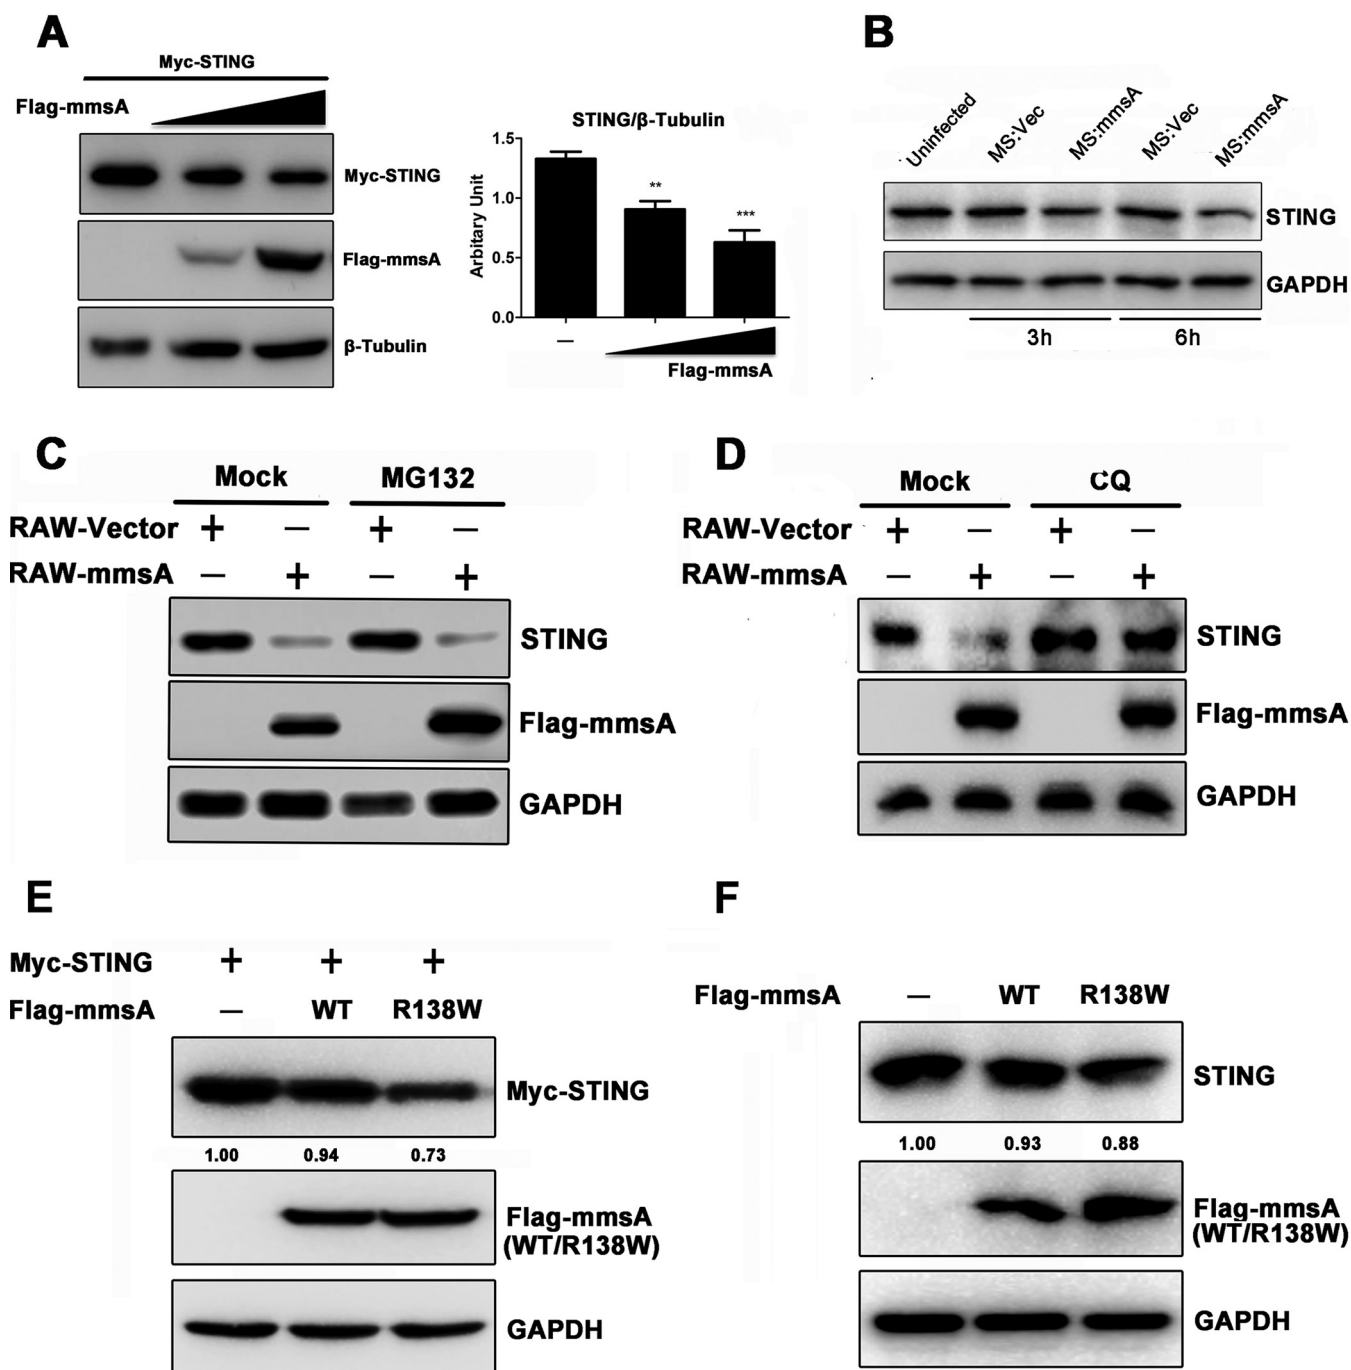 A
Myc-STING
Flag-mmsA
Myc-STING
Flag-mmsA
β-Tubulin
STING/β-Tubulin
Arbitary Unit
1.5
1.0
0.5
0.0
**
***
—
Flag-mmsA
B
Uninfected
MS:Vec
MS:mmsA
MS:Vec
MS:mmsA
STING
GAPDH
3h 6h
C
Mock MG132
RAW-Vector + — + —
RAW-mmsA — + — +
STING
Flag-mmsA
GAPDH
D
Mock CQ
RAW-Vector + — + —
RAW-mmsA — + — +
STING
Flag-mmsA
GAPDH
E
Myc-STING + + +
Flag-mmsA — WT R138W
Myc-STING
1.00 0.94 0.73
Flag-mmsA
(WT/R138W)
GAPDH
F
Flag-mmsA — WT R138W
STING
1.00 0.93 0.88
Flag-mmsA
(WT/R138W)
GAPDH